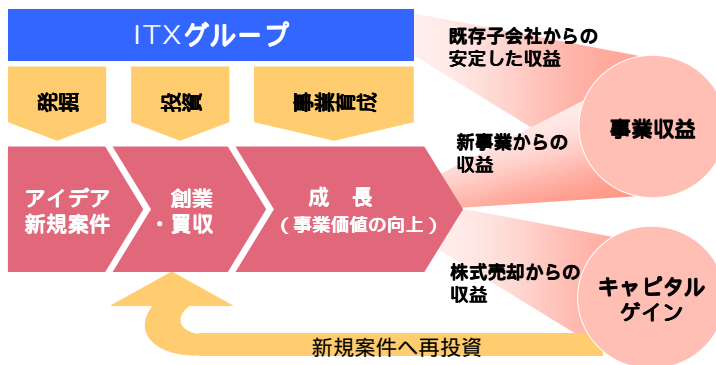 ITXグループ
既存子会社からの
安定した収益
発掘
投資
事業育成
事業収益
新事業からの
収益
アイデア
新規案件
創業
・買収
成 長
(事業価値の向上)
株式売却からの
収益
キャピタル
ゲイン
新規案件へ再投資